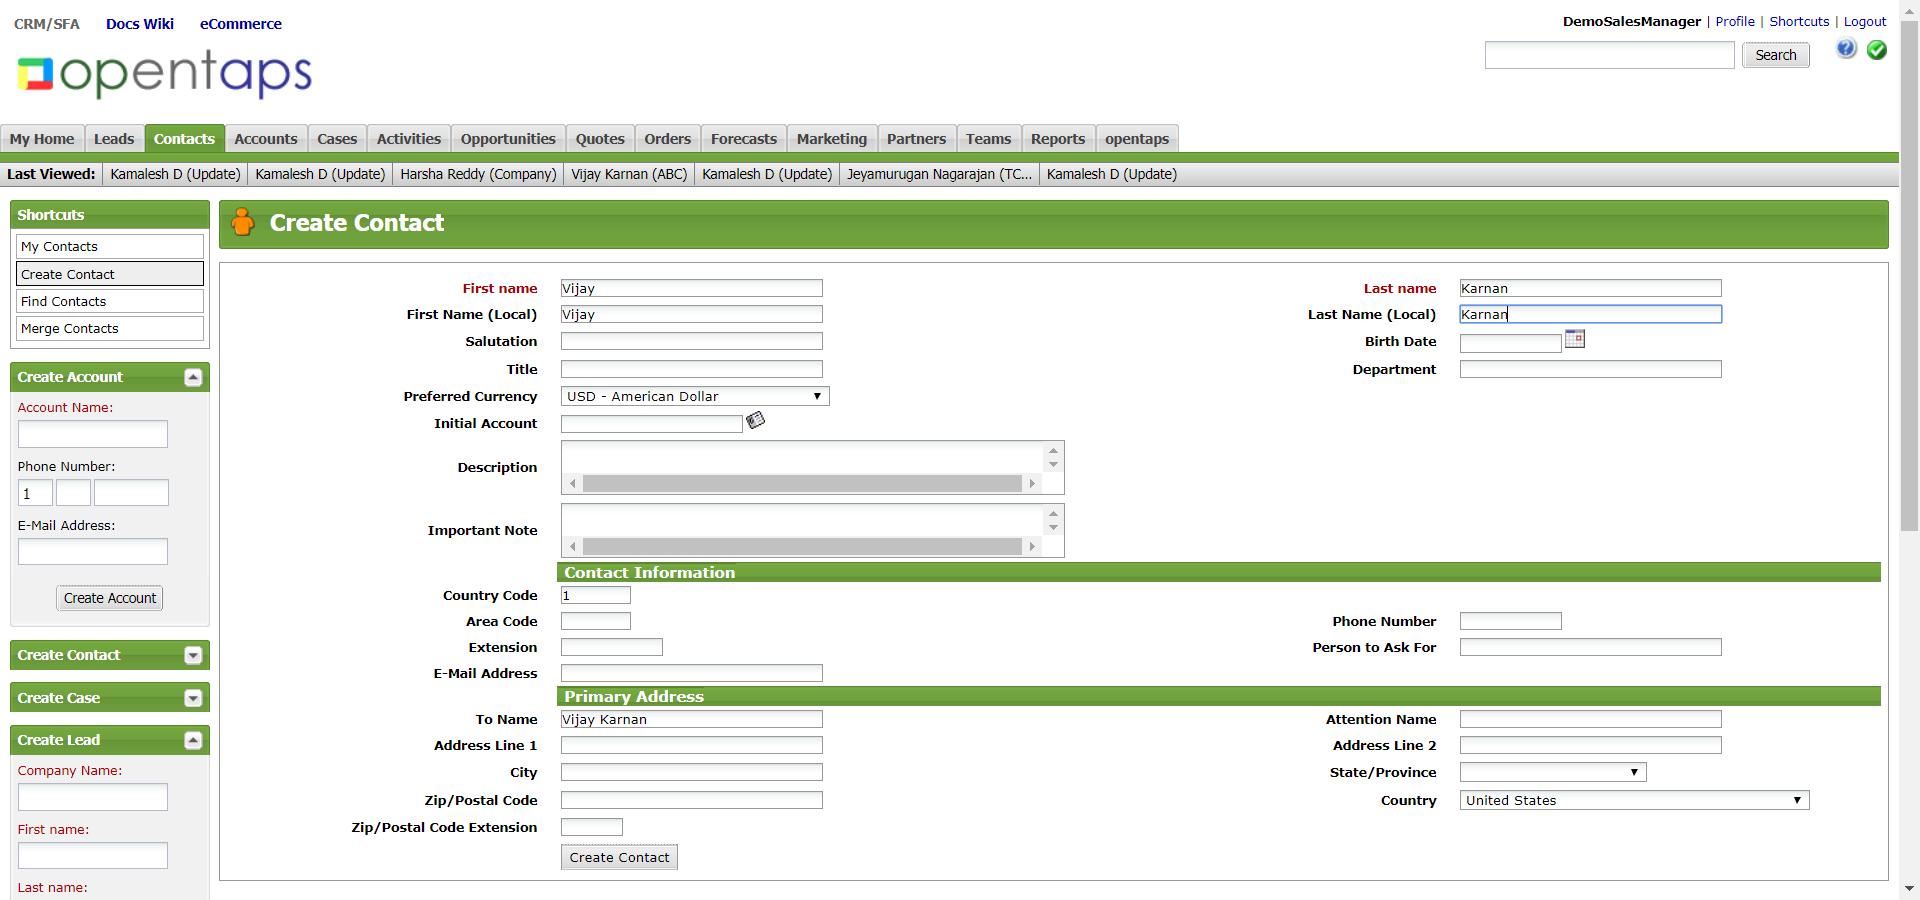 CRM/SFA Docs Wiki eCommerce
DemoSalesManager | Profile | Shortcuts | Logout
Search
opentaps
My Home Leads Contacts Accounts Cases Activities Opportunities Quotes Orders Forecasts Marketing Partners Teams Reports opentaps
Last Viewed: Kamalesh D (Update) Kamalesh D (Update) Harsha Reddy (Company) Vijay Karnan (ABC) Kamalesh D (Update) Jeyamurugan Nagarajan (TC... Kamalesh D (Update)
Shortcuts
My Contacts
Create Contact
Find Contacts
Merge Contacts
Create Account
Account Name:
Phone Number:
1
E-Mail Address:
Create Account
Create Contact
Create Case
Create Lead
Company Name:
First name:
Last name:
Create Contact
First name Vijay Last name Karnan
First Name (Local) Vijay Last Name (Local) Karnan
Salutation Birth Date
Title Department
Preferred Currency USD - American Dollar
Initial Account
Description
Important Note
Contact Information
Country Code 1
Area Code Phone Number
Extension Person to Ask For
E-Mail Address
Primary Address
To Name Vijay Karnan Attention Name
Address Line 1 Address Line 2
City State/Province
Zip/Postal Code Country United States
Zip/Postal Code Extension
Create Contact